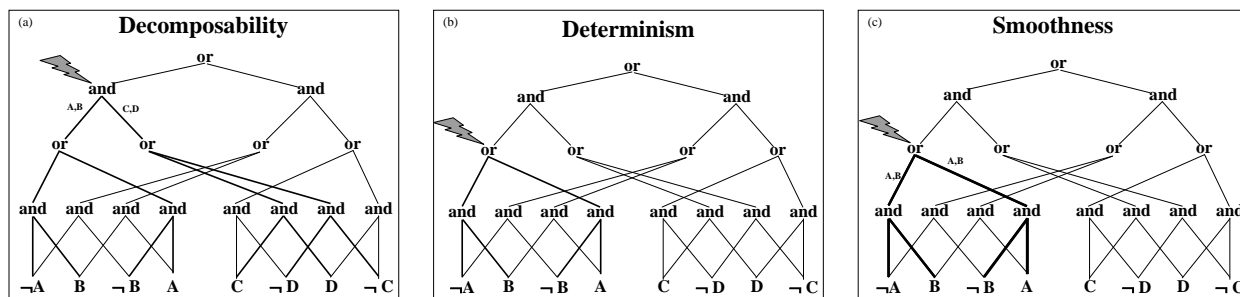 (a) Decomposability
or
and and
A,B C,D
or or or or
and and and and and and and and
¬A B ¬B A C ¬D D ¬C
(b) Determinism
or
and and
or or or or
and and and and and and and and
¬A B ¬B A C ¬D D ¬C
(c) Smoothness
or
and and
or or or or
A,B A,B
and and and and and and and and
¬A B ¬B A C ¬D D ¬C